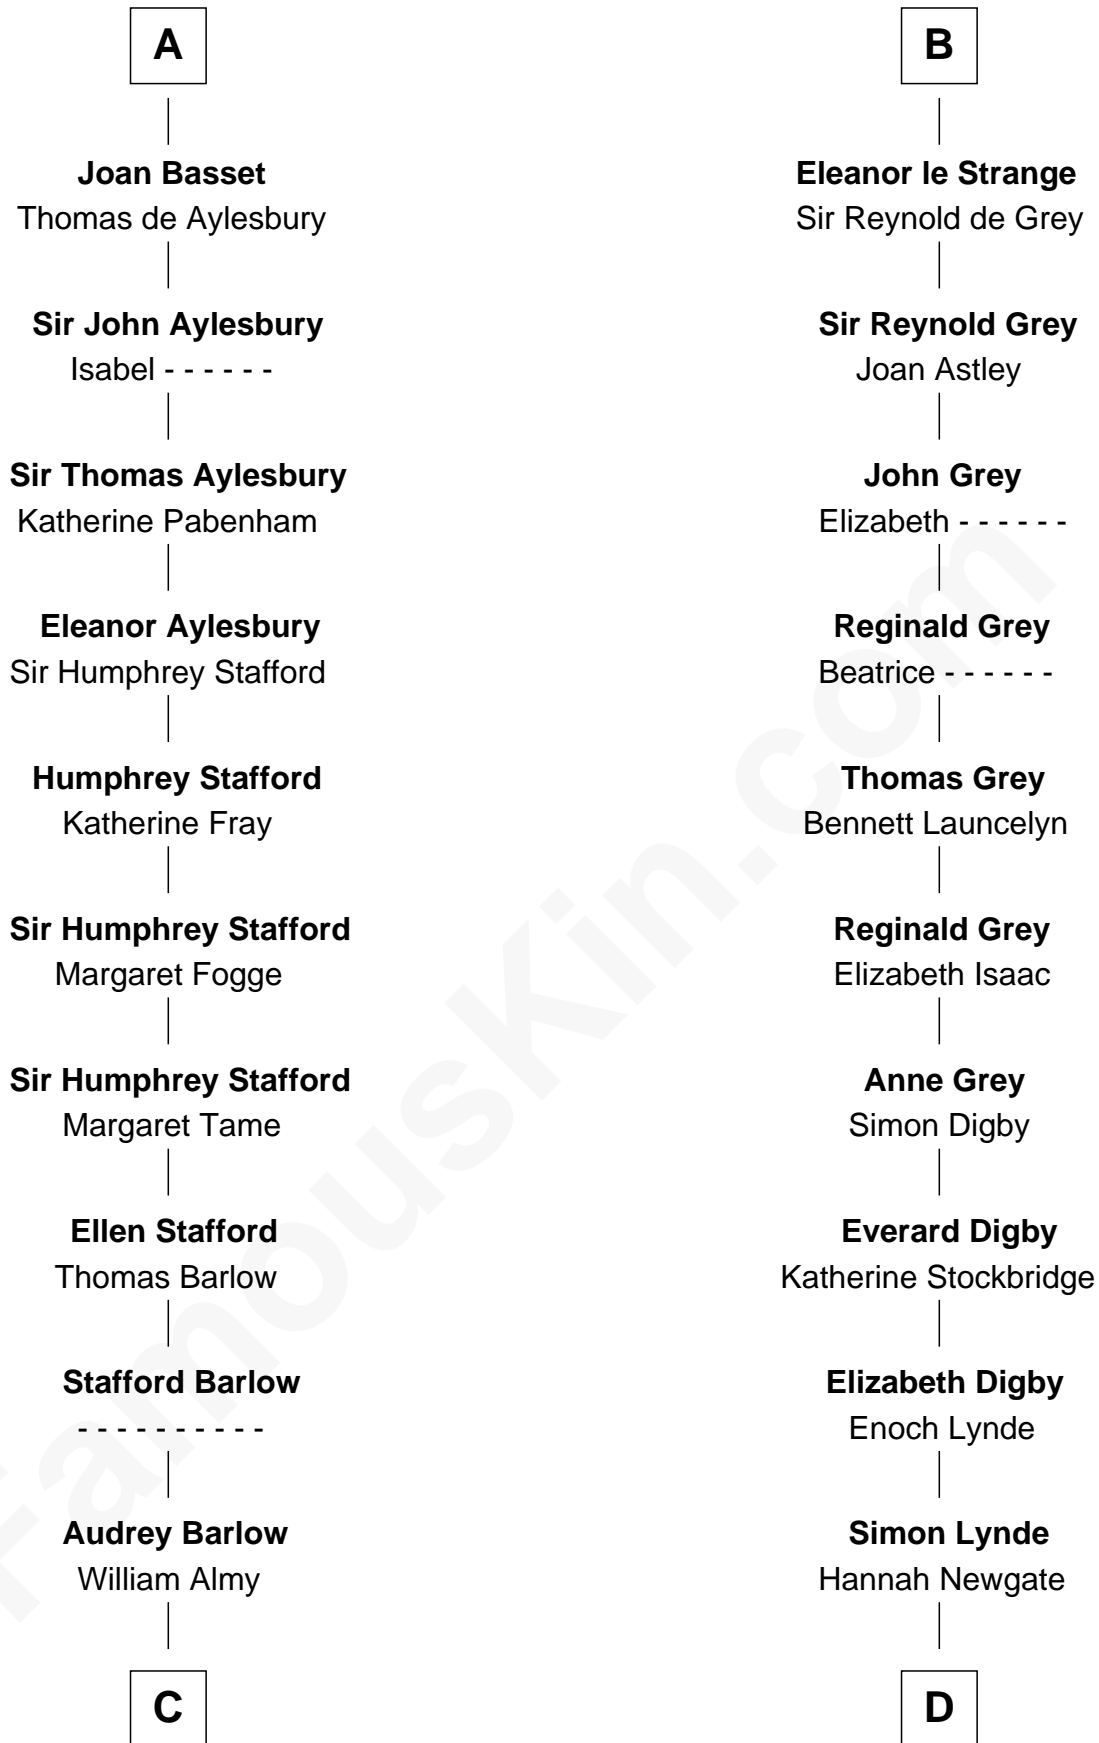 A
Joan Basset
Thomas de Aylesbury
Sir John Aylesbury
Isabel - - - - - -
Sir Thomas Aylesbury
Katherine Pabenham
Eleanor Aylesbury
Sir Humphrey Stafford
Humphrey Stafford
Katherine Fray
Sir Humphrey Stafford
Margaret Fogge
Sir Humphrey Stafford
Margaret Tame
Ellen Stafford
Thomas Barlow
Stafford Barlow
- - - - - - - - - -
Audrey Barlow
William Almy
C
B
Eleanor le Strange
Sir Reynold de Grey
Sir Reynold Grey
Joan Astley
John Grey
Elizabeth - - - - - -
Reginald Grey
Beatrice - - - - - -
Thomas Grey
Bennett Launcelyn
Reginald Grey
Elizabeth Isaac
Anne Grey
Simon Digby
Everard Digby
Katherine Stockbridge
Elizabeth Digby
Enoch Lynde
Simon Lynde
Hannah Newgate
D
FamousKin.com